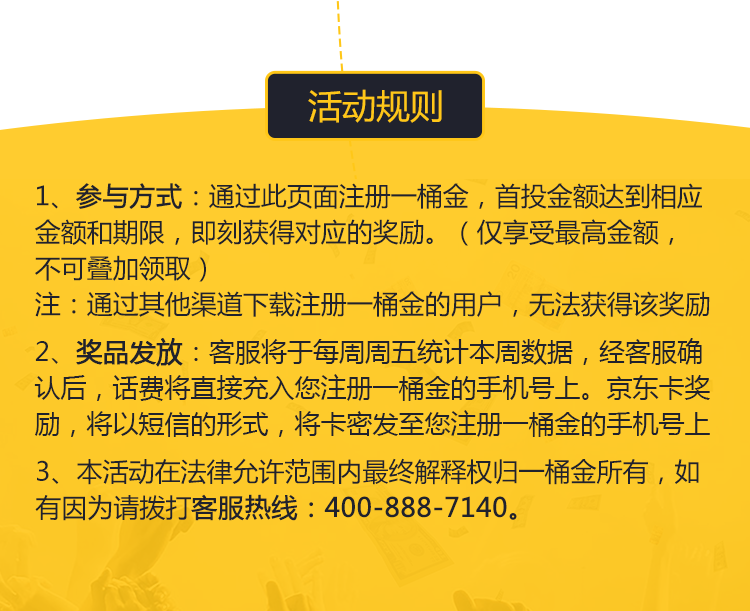 活动规则
1、参与方式：通过此页面注册一桶金，首投金额达到相应
金额和期限，即刻获得对应的奖励。（仅享受最高金额，
不可叠加领取）
注：通过其他渠道下载注册一桶金的用户，无法获得该奖励
2、奖品发放：客服将于每周周五统计本周数据，经客服确
认后，话费将直接充入您注册一桶金的手机号上。京东卡奖
励，将以短信的形式，将卡密发至您注册一桶金的手机号上
3、本活动在法律允许范围内最终解释权归一桶金所有，如
有因为请拨打客服热线：400-888-7140。